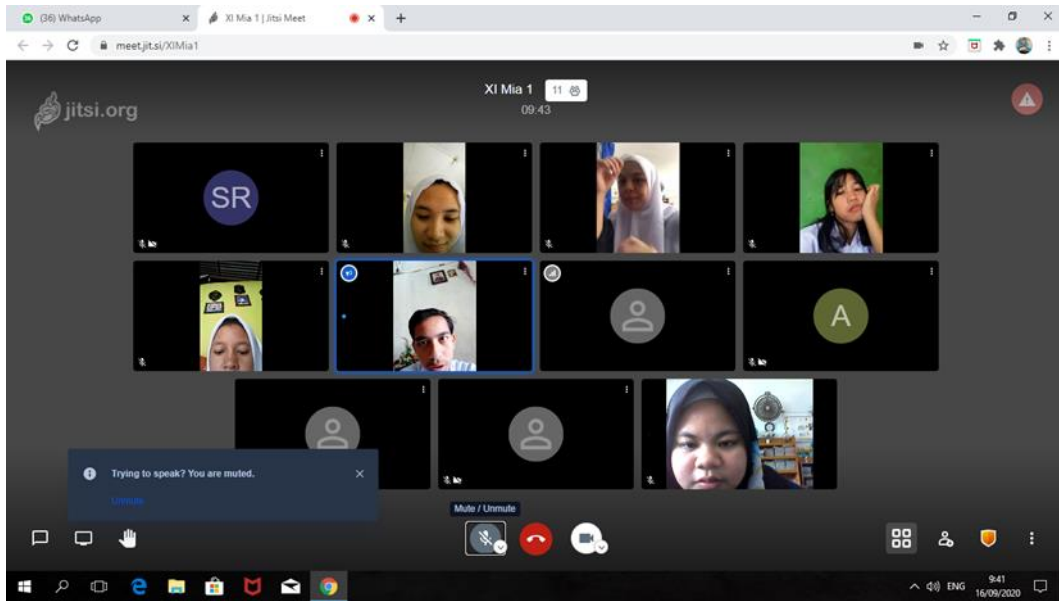 (36) WhatsApp
XI Mia 1 | Jitsi Meet
meet.jit.si/XIMia1
jitsi.org
XI Mia 1 11
09:43
SR
A
Trying to speak? You are muted.
Unmute
Mute / Unmute
ENG
9:41
16/09/2020